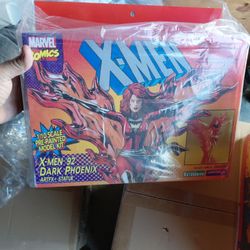 MARVEL
COMICS
X-MEN
1/10 SCALE
PRE-PAINTED
MODEL KIT
X-MEN '92
DARK PHOENIX
ARTFX+ STATUE